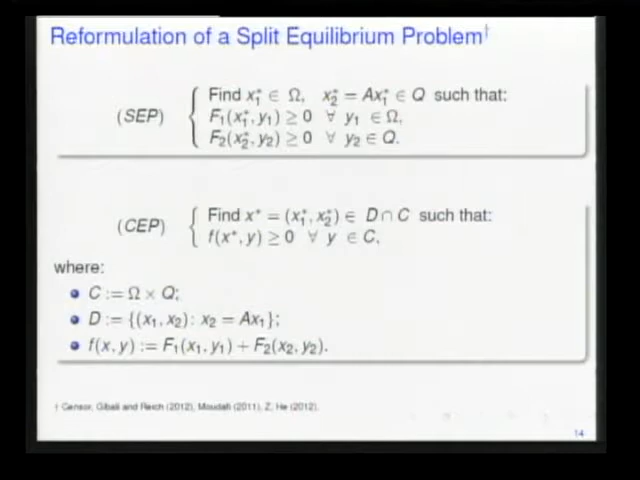 Reformulation of a Split Equilibrium Problem†
(SEP) { Find x₁* ∈ Ω, x₂* = Ax₁* ∈ Q such that:
F₁(x₁*, y₁) ≥ 0 ∀ y₁ ∈ Ω,
F₂(x₂*, y₂) ≥ 0 ∀ y₂ ∈ Q.
(CEP) { Find x* = (x₁*, x₂*) ∈ D ∩ C such that:
f(x*, y) ≥ 0 ∀ y ∈ C,
where:
C := Ω × Q;
D := {(x₁, x₂) : x₂ = Ax₁};
f(x, y) := F₁(x₁, y₁) + F₂(x₂, y₂).
† Censor, Gibali and Reich (2012), Moudafi (2011), Z. He (2012).
14